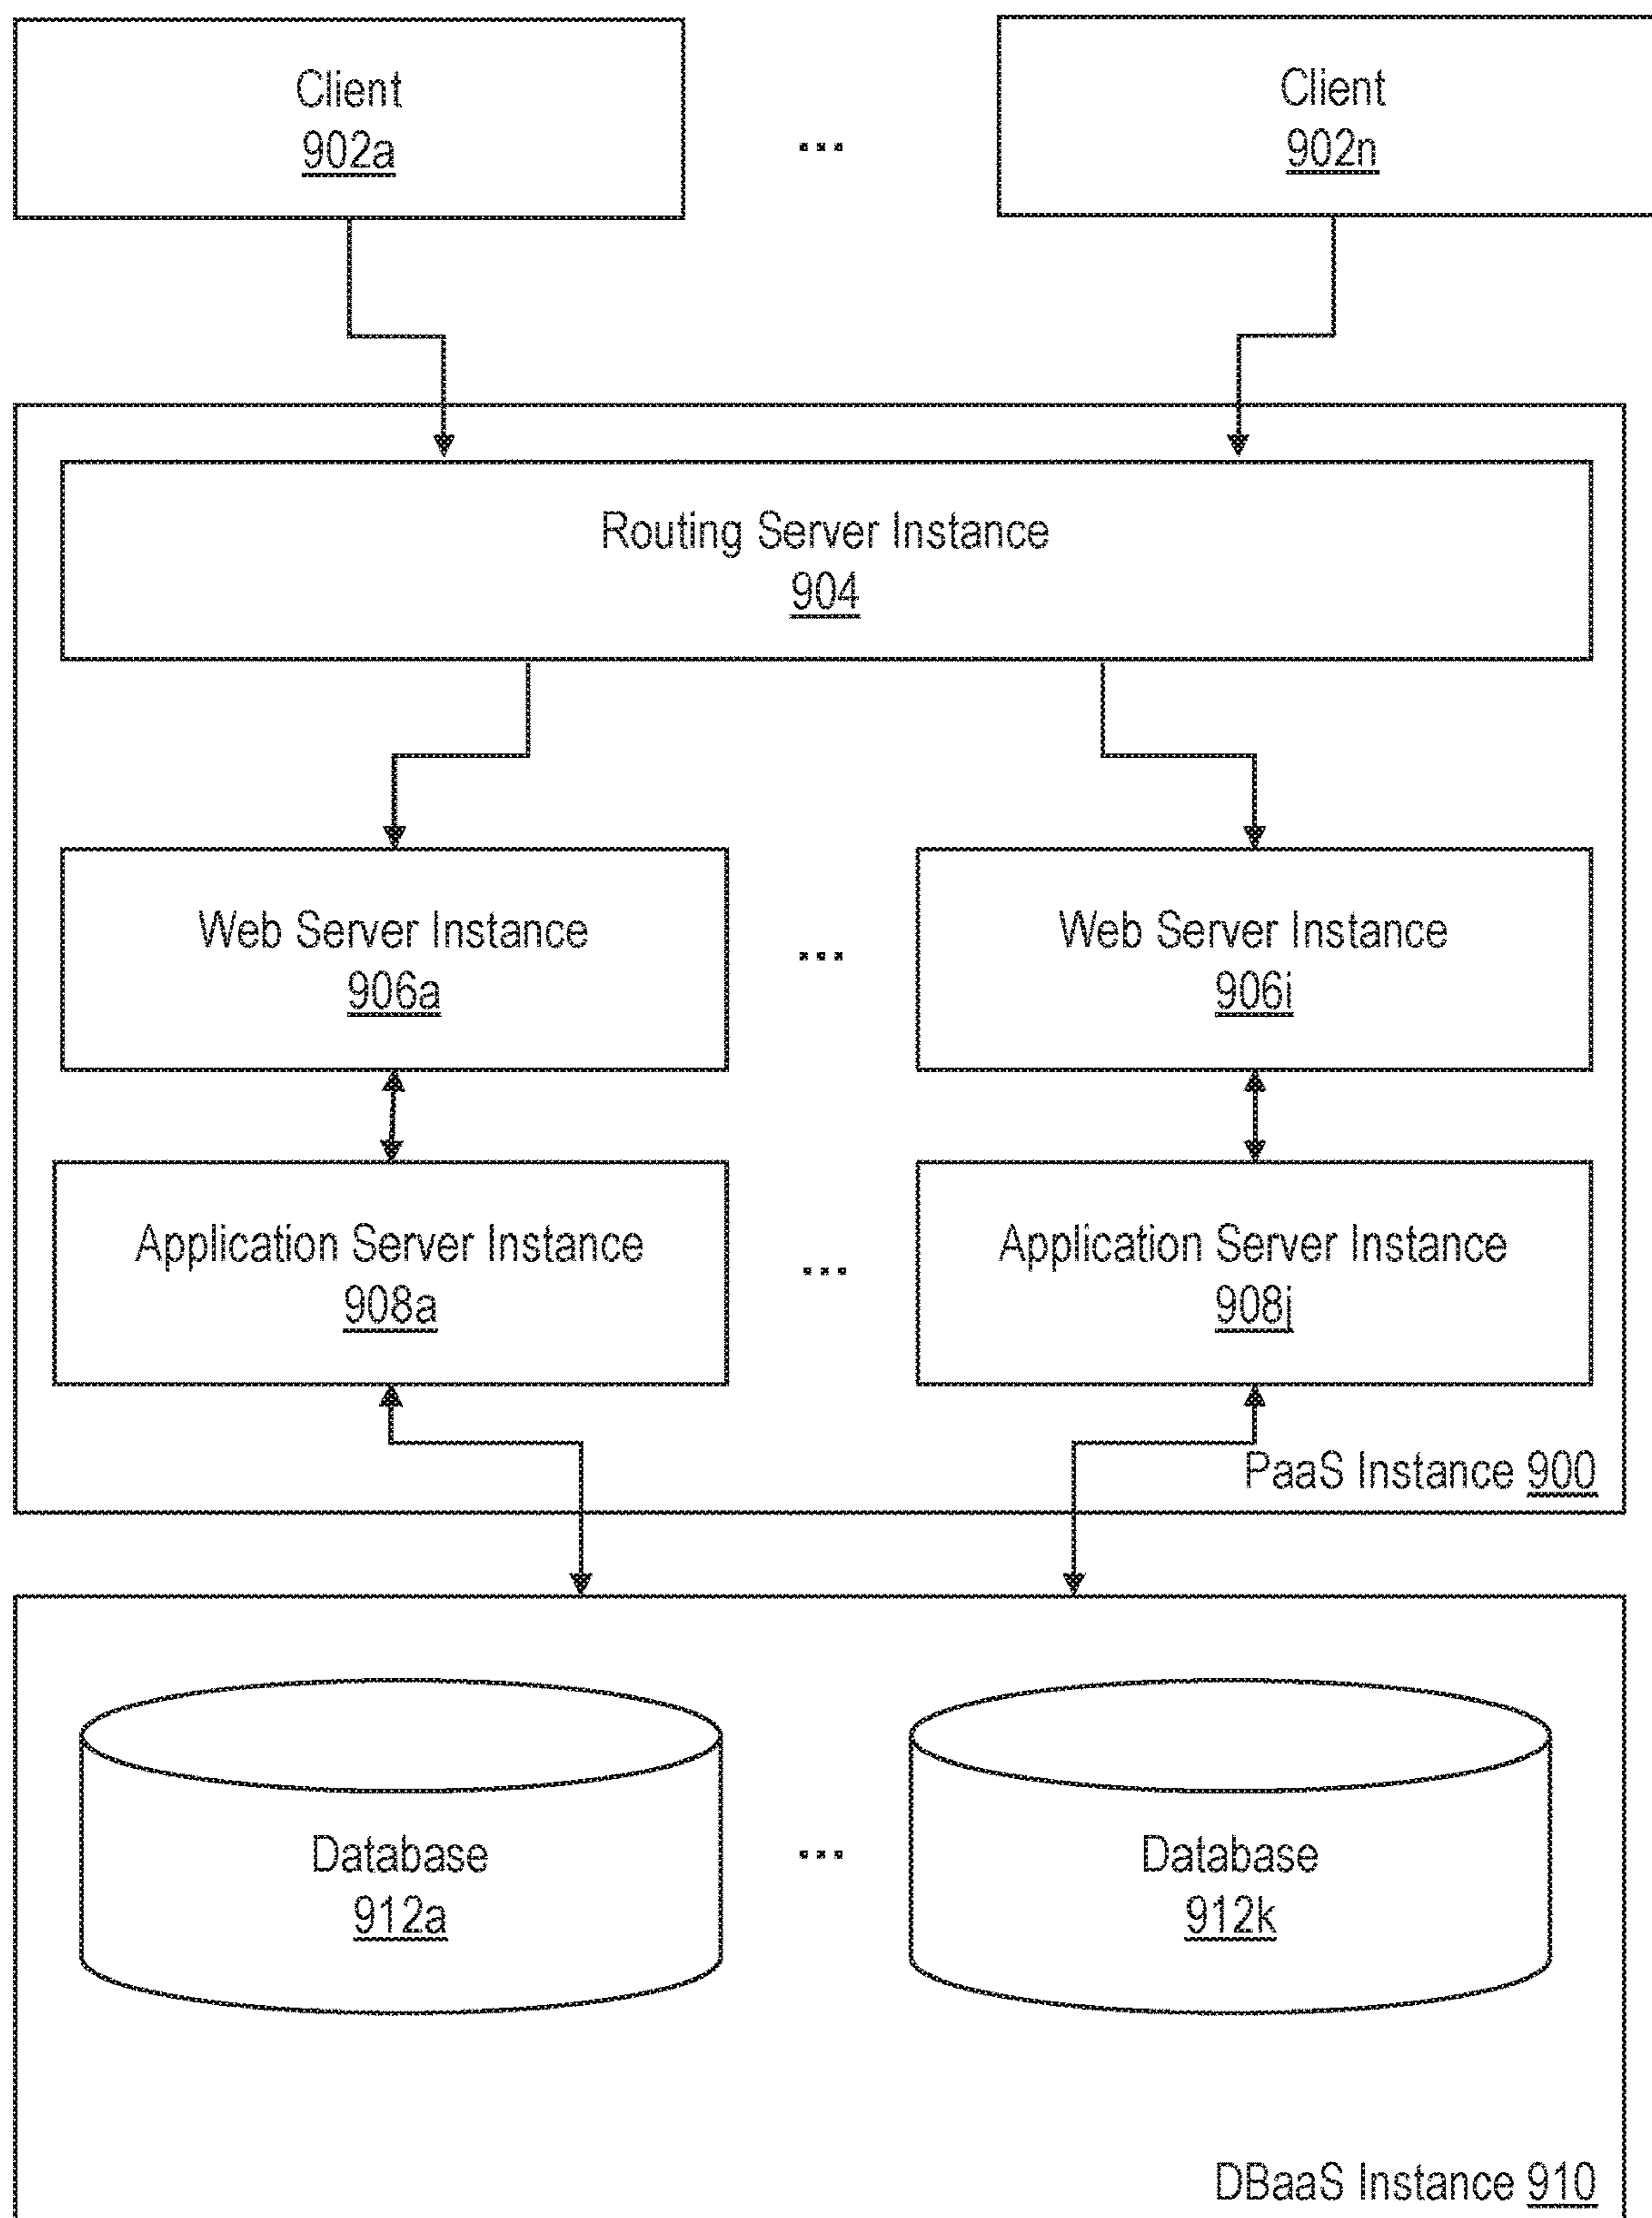 Client
902a
...
Client
902n
Routing Server Instance
904
Web Server Instance
906a
...
Web Server Instance
906i
Application Server Instance
908a
...
Application Server Instance
908j
PaaS Instance 900
Database
912a
...
Database
912k
DBaaS Instance 910